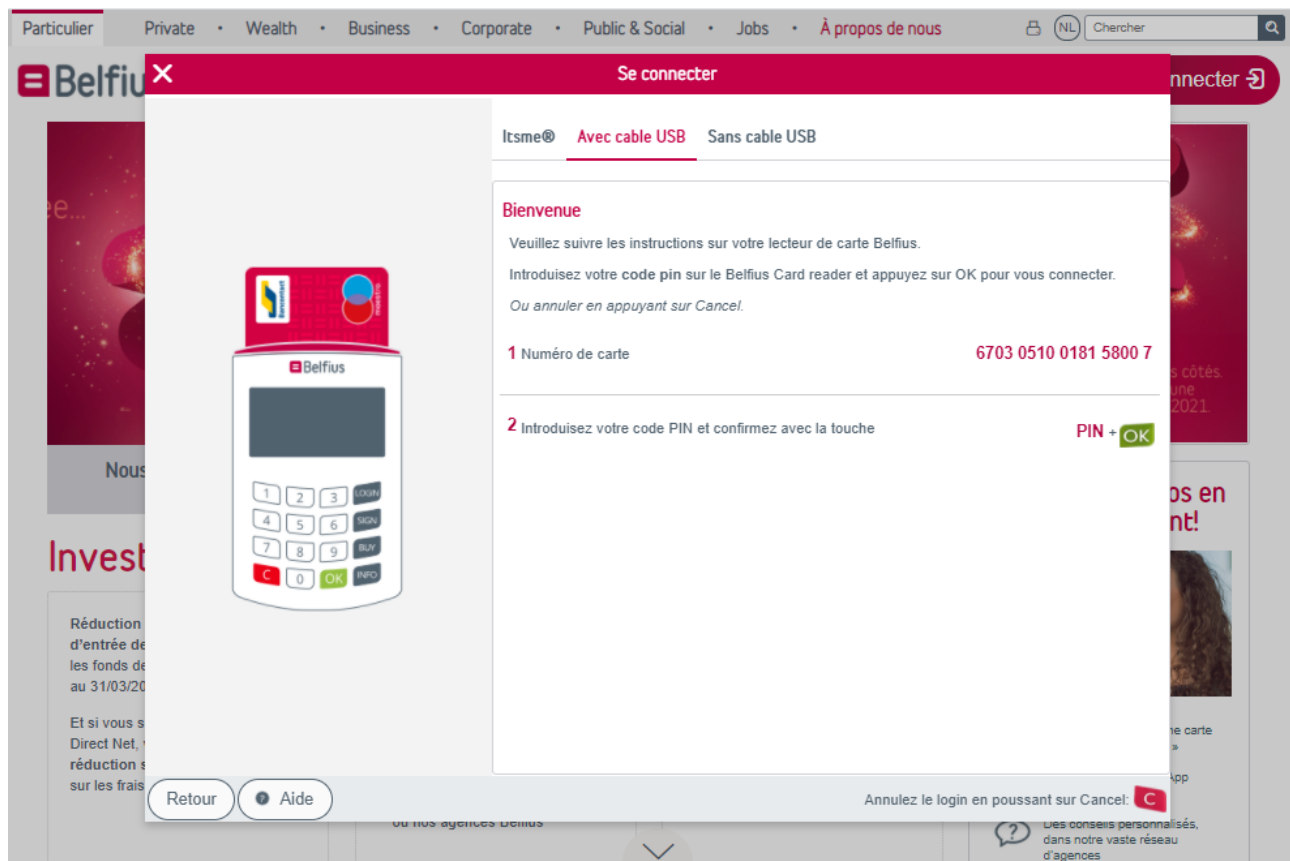 Particulier Private • Wealth • Business • Corporate • Public & Social • Jobs • À propos de nous NL Chercher
Belfiu
Se connecter
nnecter
Itsme® Avec cable USB Sans cable USB
ee...
Bienvenue
Veuillez suivre les instructions sur votre lecteur de carte Belfius.
Introduisez votre code pin sur le Belfius Card reader et appuyez sur OK pour vous connecter.
Ou annuler en appuyant sur Cancel.
Bancontact
maestro
1 Numéro de carte 6703 0510 0181 5800 7
Belfius
s côtés.
une
2021.
2 Introduisez votre code PIN et confirmez avec la touche PIN + OK
Nous
1 2 3 LOGIN
4 5 6 SIGN
7 8 9 BUY
C 0 OK INFO
os en
nt!
Invest
Réduction
d'entrée de
les fonds de
au 31/03/20
Et si vous s
Direct Net, v
réduction s
sur les frais
ne carte
»
App
Retour Aide Annulez le login en poussant sur Cancel: C
ou nos agences Belfius
Des conseils personnalisés,
dans notre vaste réseau
d'agences